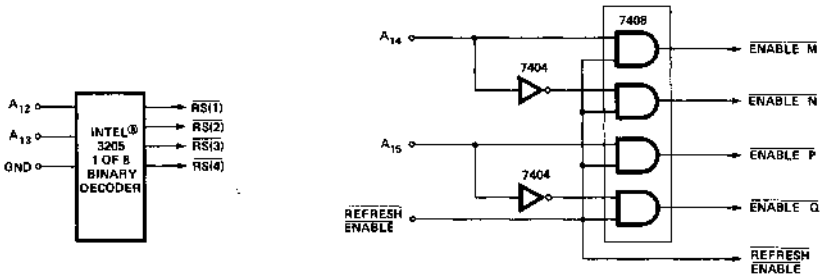 A12
A13
GND
INTEL®
3205
1 OF 8
BINARY
DECODER
RS(1)
RS(2)
RS(3)
RS(4)
A14
7404
A15
7404
REFRESH
ENABLE
7408
ENABLE M
ENABLE N
ENABLE P
ENABLE Q
REFRESH
ENABLE